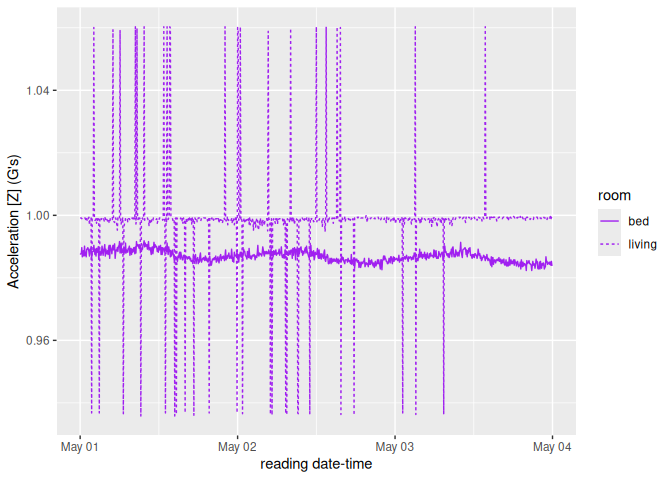 Acceleration [Z] (G's)
1.04
1.00
0.96
May 01
May 02
May 03
May 04
reading date-time
room
bed
living